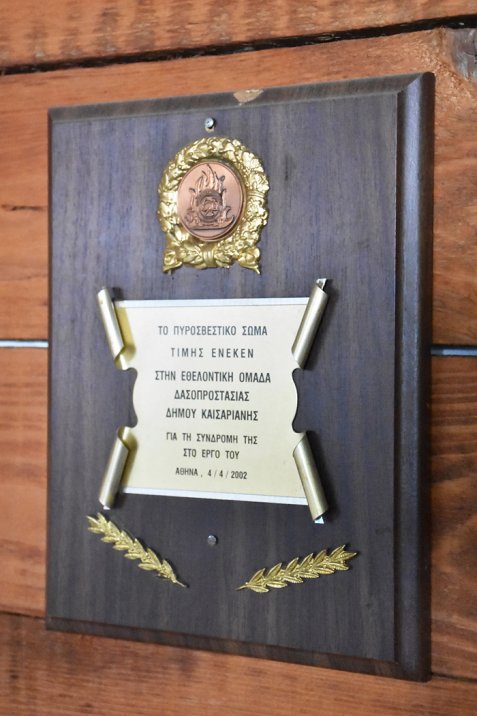 ΤΟ ΠΥΡΟΣΒΕΣΤΙΚΟ ΣΩΜΑ
ΤΙΜΗΣ ΕΝΕΚΕΝ
ΣΤΗΝ ΕΘΕΛΟΝΤΙΚΗ ΟΜΑΔΑ
ΔΑΣΟΠΡΟΣΤΑΣΙΑΣ
ΔΗΜΟΥ ΚΑΙΣΑΡΙΑΝΗΣ
ΓΙΑ ΤΗ ΣΥΝΔΡΟΜΗ ΤΗΣ
ΣΤΟ ΕΡΓΟ ΤΟΥ
ΑΘΗΝΑ, 4/4/2002